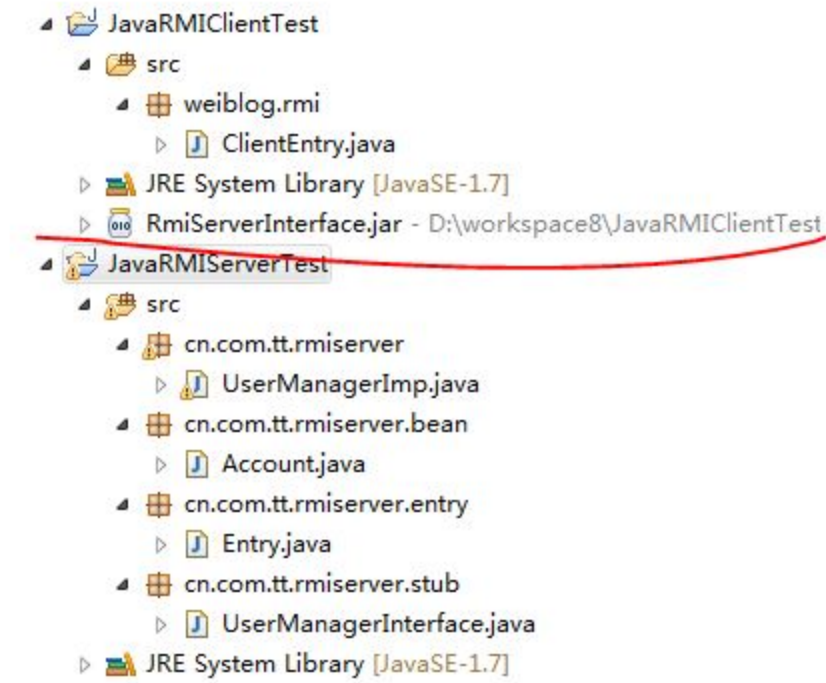 JavaRMIClientTest
src
weiblog.rmi
ClientEntry.java
JRE System Library [JavaSE-1.7]
RmiServerInterface.jar - D:\workspace8\JavaRMIClientTest
JavaRMIServerTest
src
cn.com.tt.rmiserver
UserManagerImp.java
cn.com.tt.rmiserver.bean
Account.java
cn.com.tt.rmiserver.entry
Entry.java
cn.com.tt.rmiserver.stub
UserManagerInterface.java
JRE System Library [JavaSE-1.7]